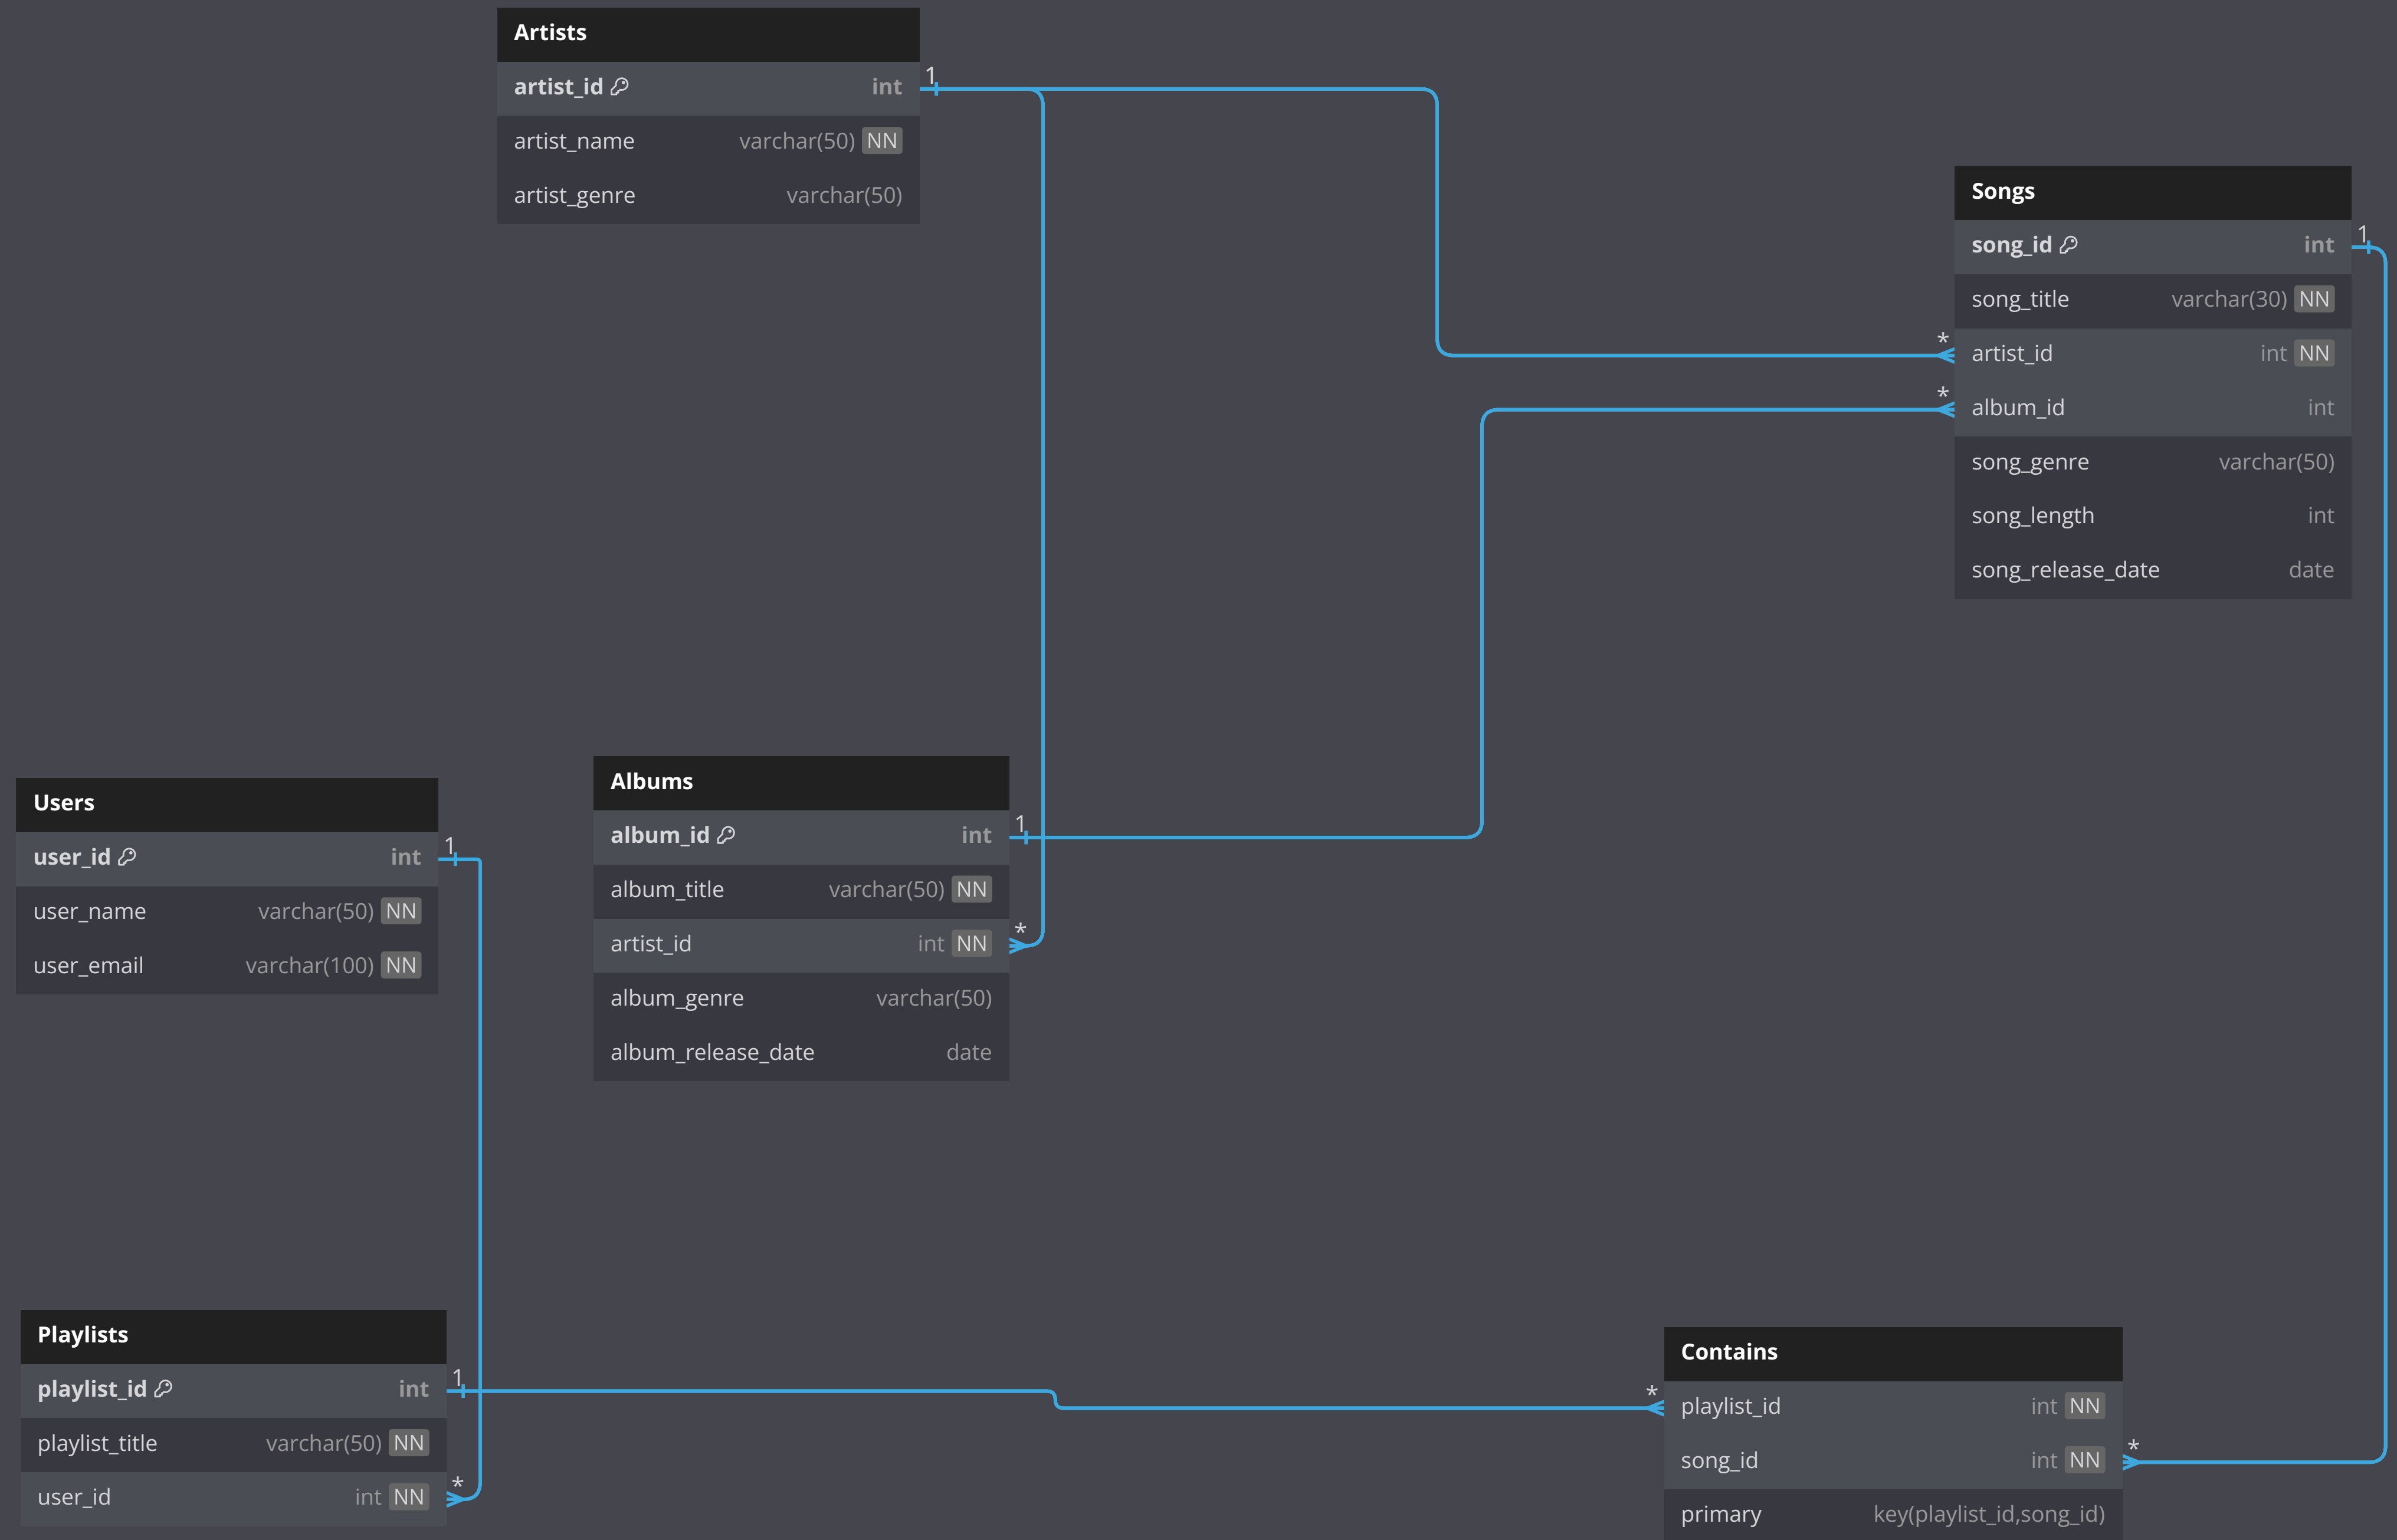 Artists
artist_id int
artist_name varchar(50) NN
artist_genre varchar(50)
1
Songs
song_id int
song_title varchar(30) NN
artist_id int NN
album_id int
song_genre varchar(50)
song_length int
song_release_date date
1
*
*
Users
user_id int
user_name varchar(50) NN
user_email varchar(100) NN
1
Albums
album_id int
album_title varchar(50) NN
artist_id int NN
album_genre varchar(50)
album_release_date date
1
*
Playlists
playlist_id int
playlist_title varchar(50) NN
user_id int NN
1
*
Contains
playlist_id int NN
song_id int NN
primary key(playlist_id,song_id)
*
*